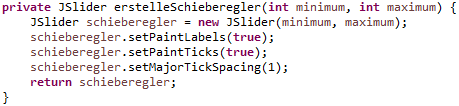 private JSlider erstelleSchieberegler(int minimum, int maximum) {
    JSlider schieberegler = new JSlider(minimum, maximum);
    schieberegler.setPaintLabels(true);
    schieberegler.setPaintTicks(true);
    schieberegler.setMajorTickSpacing(1);
    return schieberegler;
}